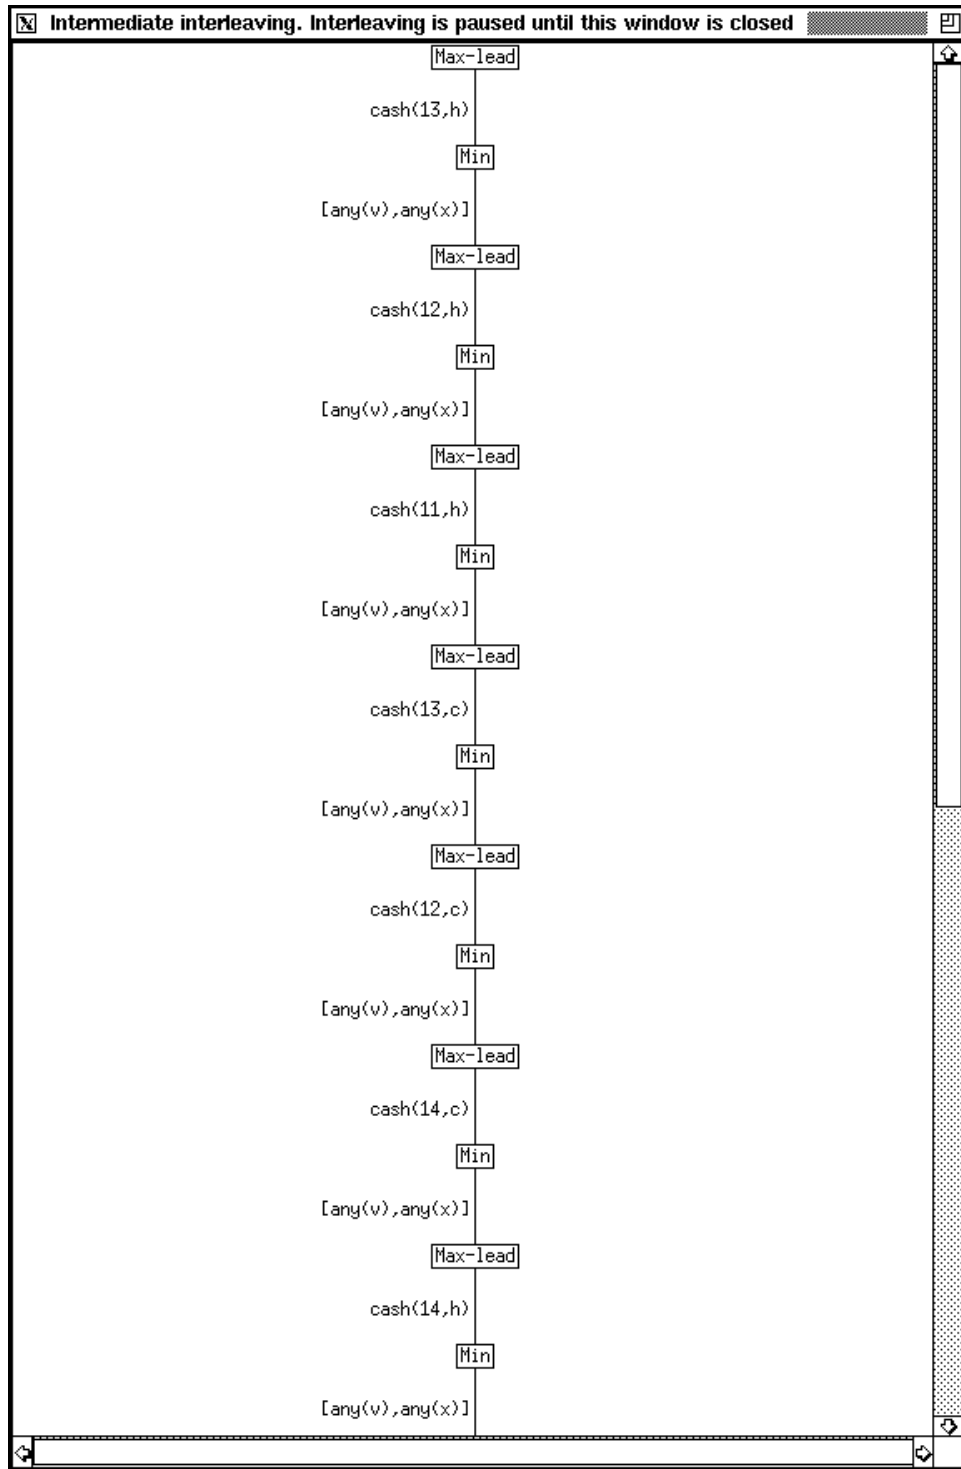 Intermediate interleaving. Interleaving is paused until this window is closed
Max-lead
cash(13,h)
Min
[any(v),any(x)]
Max-lead
cash(12,h)
Min
[any(v),any(x)]
Max-lead
cash(11,h)
Min
[any(v),any(x)]
Max-lead
cash(13,c)
Min
[any(v),any(x)]
Max-lead
cash(12,c)
Min
[any(v),any(x)]
Max-lead
cash(14,c)
Min
[any(v),any(x)]
Max-lead
cash(14,h)
Min
[any(v),any(x)]